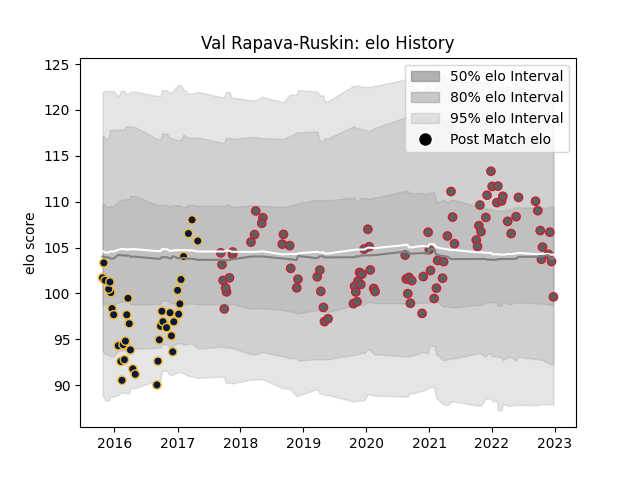 Val Rapava-Ruskin: elo History
125
120
115
110
105
100
95
90
elo score
50% elo Interval
80% elo Interval
95% elo Interval
Post Match elo
2016 2017 2018 2019 2020 2021 2022 2023